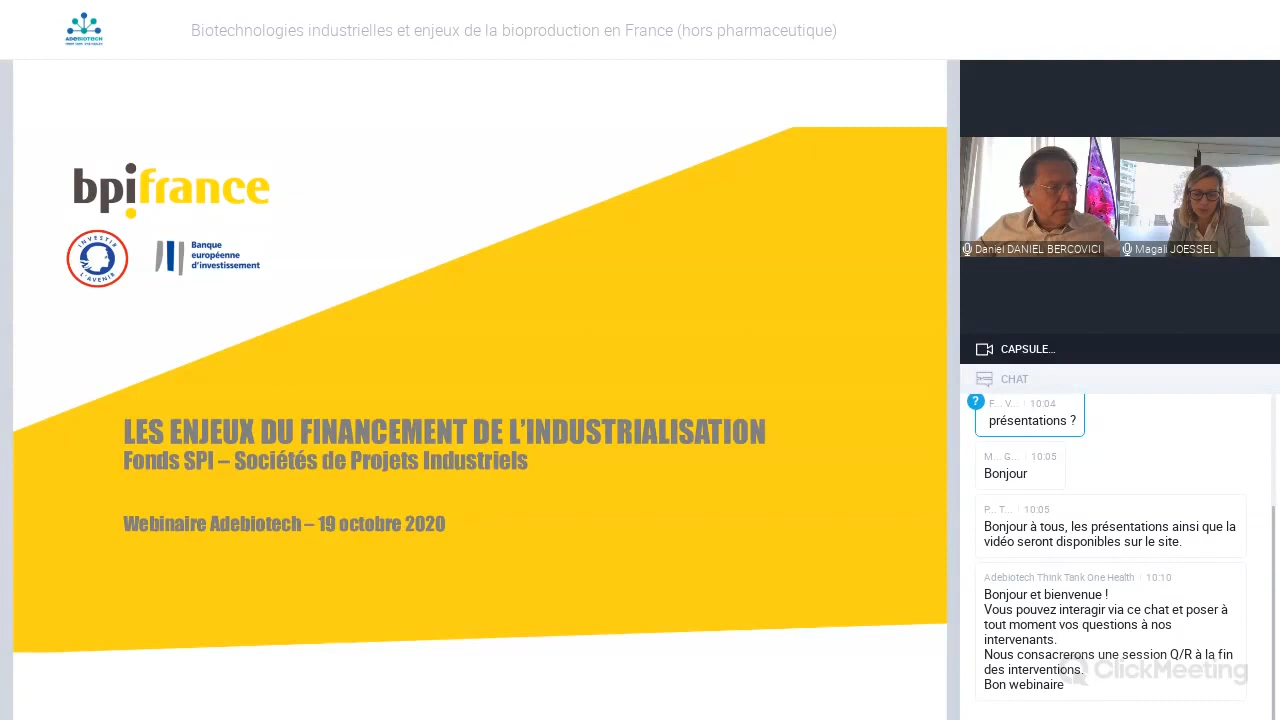 ADEBIOTECH
Biotechnologies industrielles et enjeux de la bioproduction en France (hors pharmaceutique)
bpifrance
INVESTIR
L'AVENIR
Banque
européenne
d'investissement
LES ENJEUX DU FINANCEMENT DE L'INDUSTRIALISATION
Fonds SPI – Sociétés de Projets Industriels
Webinaire Adebiotech – 19 octobre 2020
Daniel DANIEL BERCOVICI
Magali JOESSEL
CAPSULE…
CHAT
?
F... V... 10:04
présentations ?
M... G... 10:05
Bonjour
P... T... 10:05
Bonjour à tous, les présentations ainsi que la
vidéo seront disponibles sur le site.
Adebiotech Think Tank One Health 10:10
Bonjour et bienvenue !
Vous pouvez interagir via ce chat et poser à
tout moment vos questions à nos
intervenants.
Nous consacrerons une session Q/R à la fin
des interventions.
Bon webinaire
ClickMeeting